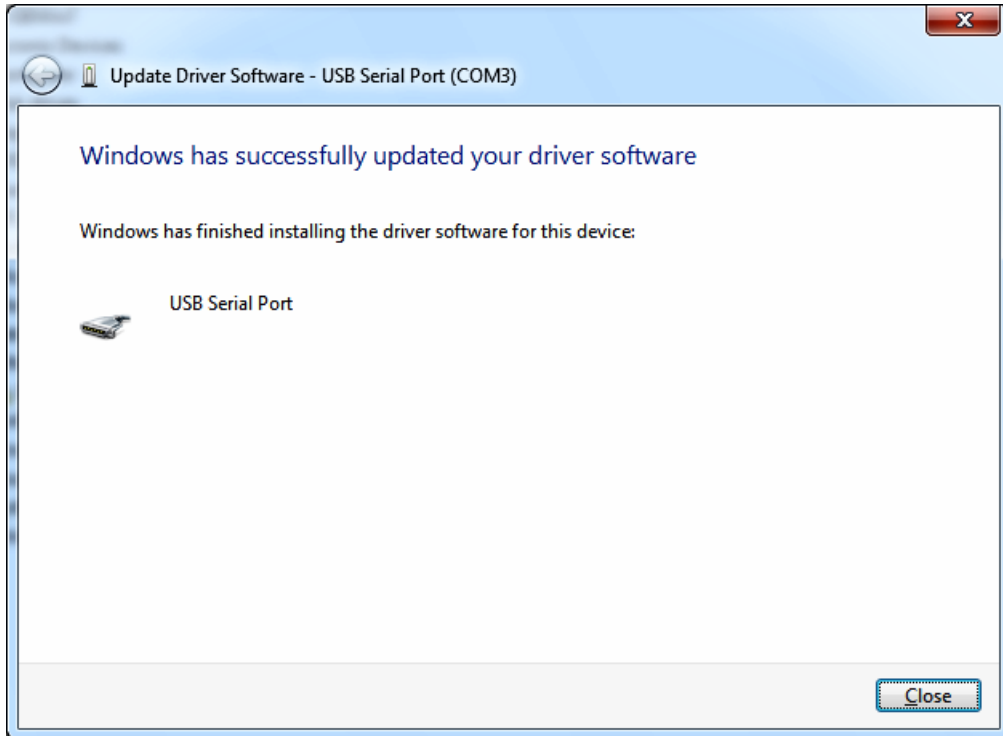 Update Driver Software - USB Serial Port (COM3)
Windows has successfully updated your driver software
Windows has finished installing the driver software for this device:
USB Serial Port
Close